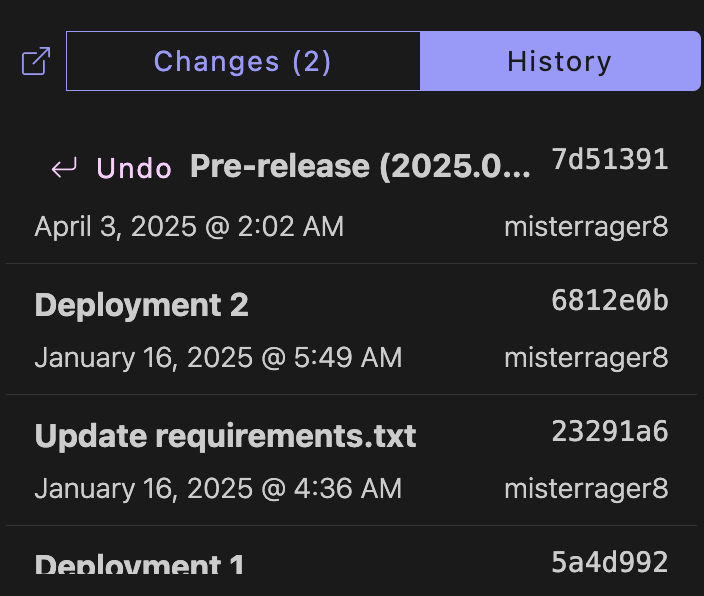 Changes (2) History
Undo Pre-release (2025.0... 7d51391
April 3, 2025 @ 2:02 AM misterrager8
Deployment 2 6812e0b
January 16, 2025 @ 5:49 AM misterrager8
Update requirements.txt 23291a6
January 16, 2025 @ 4:36 AM misterrager8
Deployment 1 5a4d992